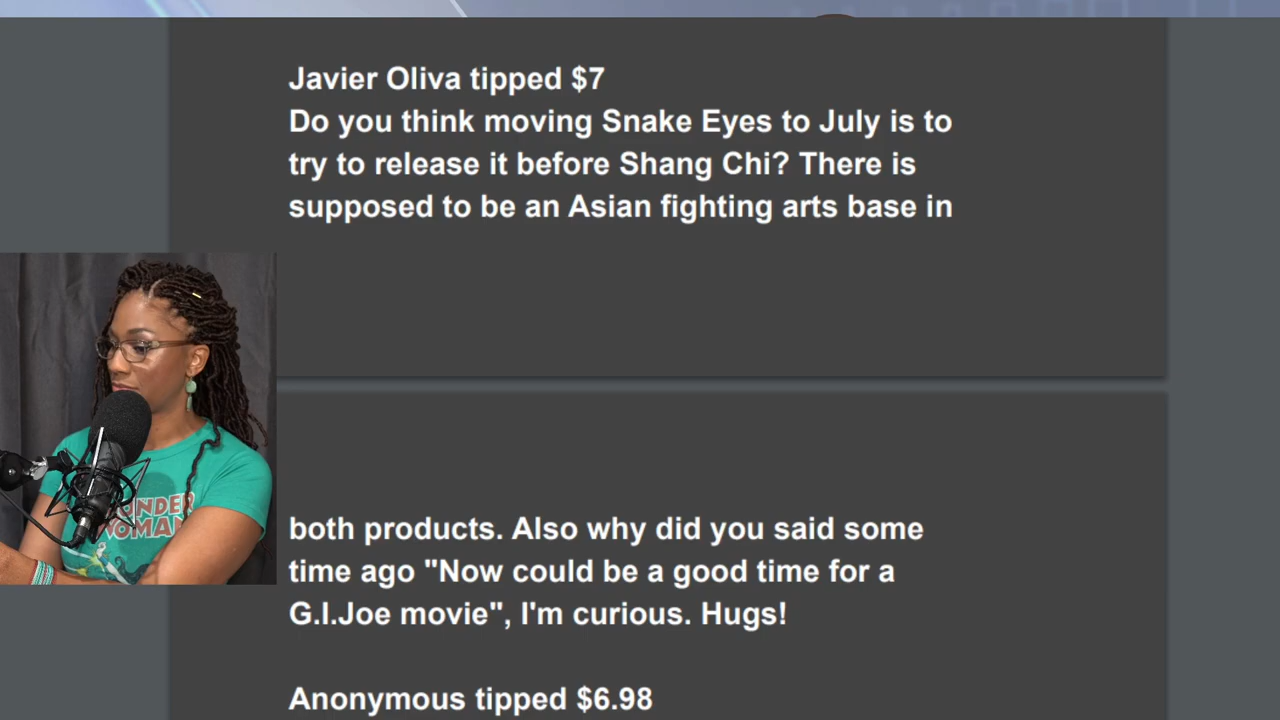 Javier Oliva tipped $7
Do you think moving Snake Eyes to July is to
try to release it before Shang Chi? There is
supposed to be an Asian fighting arts base in
both products. Also why did you said some
time ago "Now could be a good time for a
G.I.Joe movie", I'm curious. Hugs!
Anonymous tipped $6.98
WONDER
WOMAN